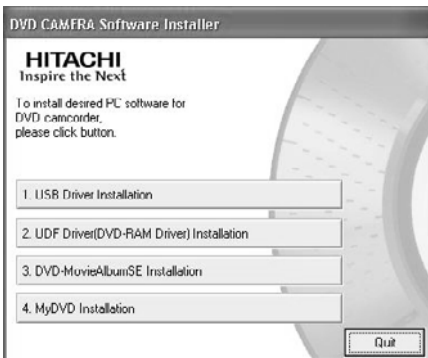 DVD CAMERA Software Installer
HITACHI
Inspire the Next
To install desired PC software for
DVD camcorder,
please click button.
1. USB Driver Installation
2. UDF Driver(DVD-RAM Driver) Installation
3. DVD-MovieAlbumSE Installation
4. MyDVD Installation
Quit